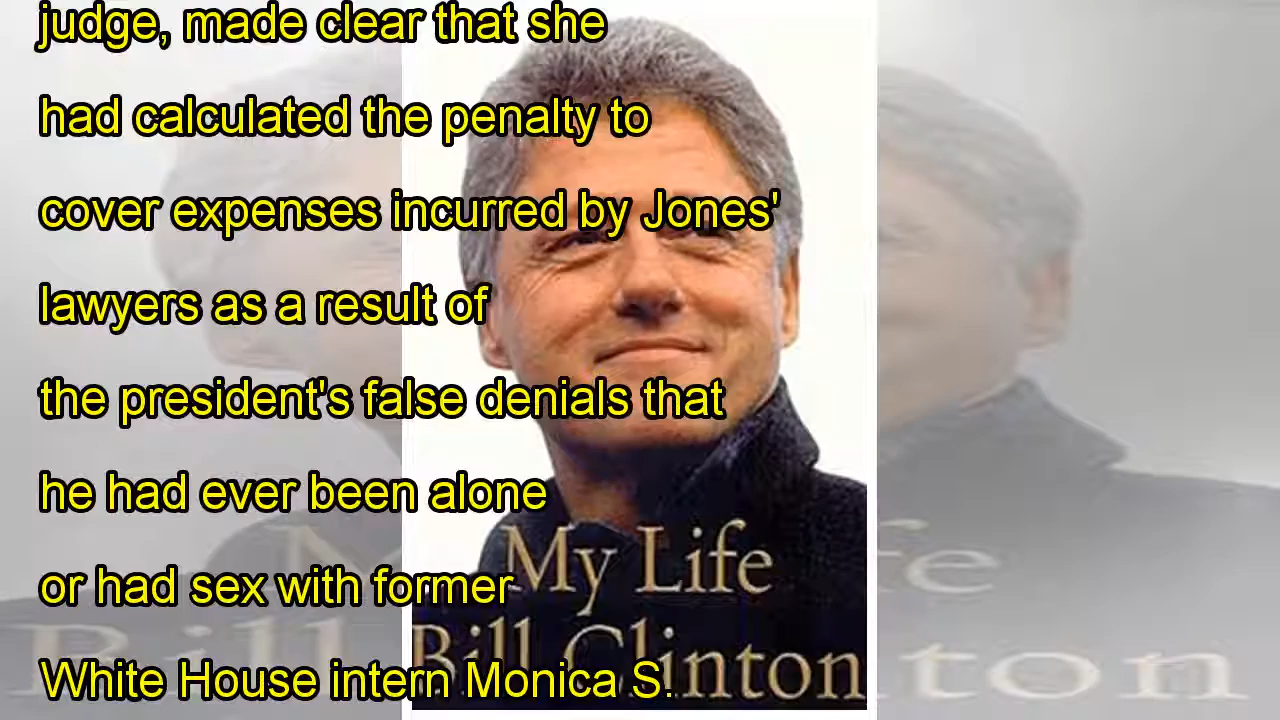 judge, made clear that she
had calculated the penalty to
cover expenses incurred by Jones'
lawyers as a result of
the president's false denials that
he had ever been alone
or had sex with former
White House intern Monica S.
My Life
Bill Clinton